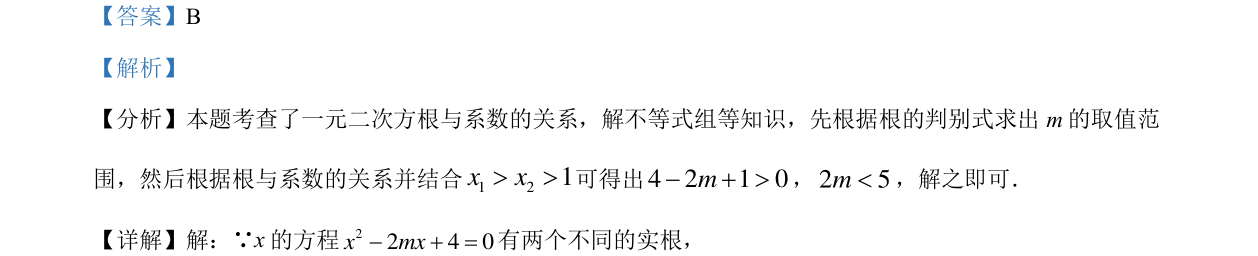 【答案】B
【解析】
【分析】本题考查了一元二次方根与系数的关系，解不等式组等知识，先根据根的判别式求出 m 的取值范
围，然后根据根与系数的关系并结合 x₁ > x₂ > 1可得出 4 − 2m + 1 > 0，2m < 5，解之即可．
【详解】解：∵x 的方程 x² − 2mx + 4 = 0 有两个不同的实根，